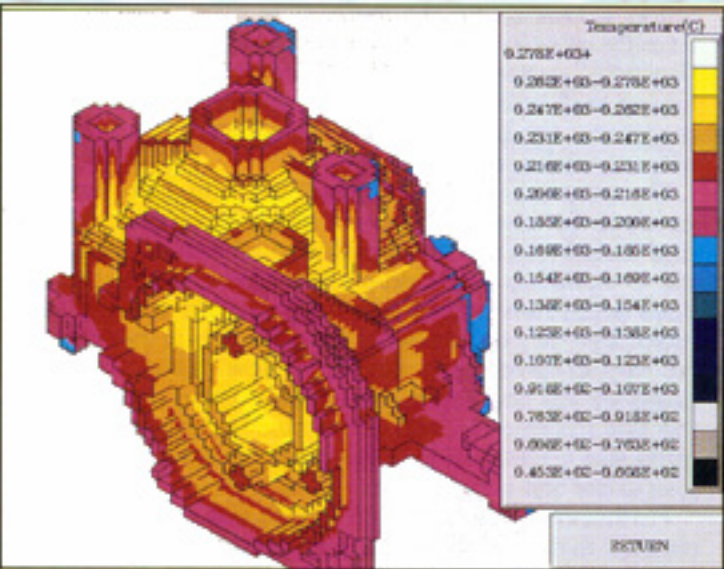 Temperature(C)
0.278E+03+
0.262E+03-0.278E+03
0.247E+03-0.262E+03
0.231E+03-0.247E+03
0.216E+03-0.231E+03
0.200E+03-0.216E+03
0.185E+03-0.200E+03
0.169E+03-0.185E+03
0.154E+03-0.169E+03
0.138E+03-0.154E+03
0.123E+03-0.138E+03
0.107E+03-0.123E+03
0.918E+02-0.107E+03
0.763E+02-0.918E+02
0.608E+02-0.763E+02
0.453E+02-0.608E+02
RETURN